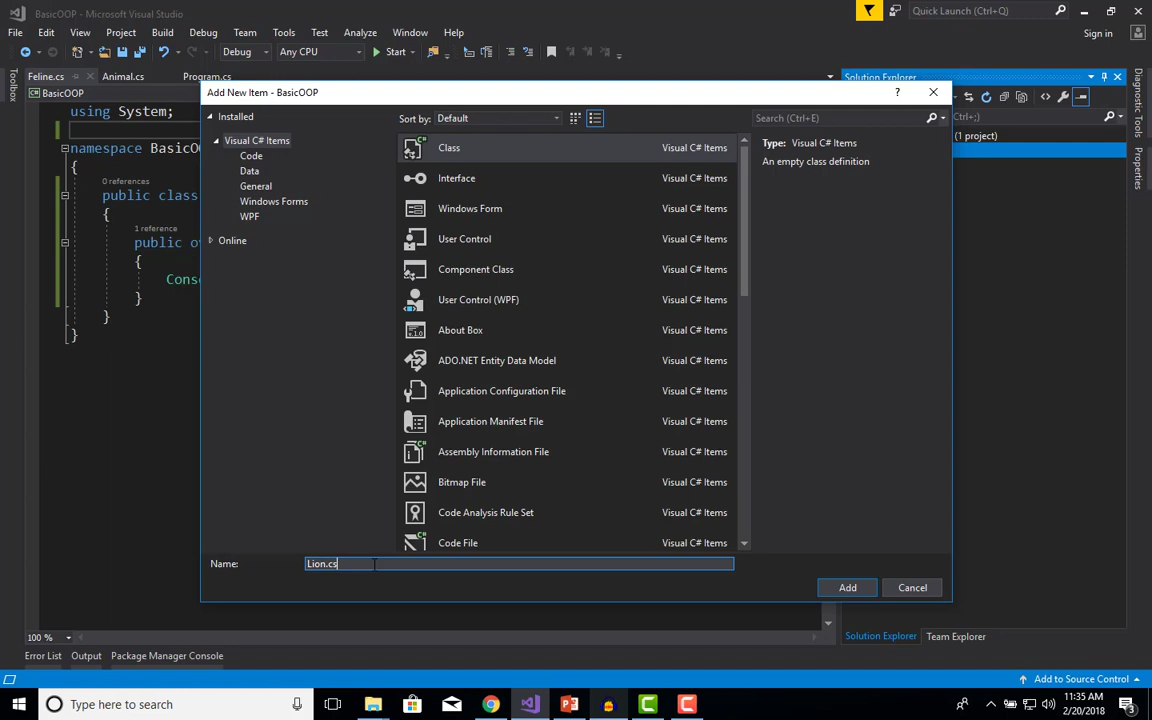 BasicOOP - Microsoft Visual Studio
Quick Launch (Ctrl+Q)
File Edit View Project Build Debug Team Tools Test Analyze Window Help
Sign in
Debug Any CPU Start
Feline.cs Animal.cs Program.cs
Solution Explorer
Toolbox
BasicOOP
Add New Item - BasicOOP
Installed
Visual C# Items
Code
Data
General
Windows Forms
WPF
Online
Sort by: Default
Search (Ctrl+E)
Class Visual C# Items
Interface Visual C# Items
Windows Form Visual C# Items
User Control Visual C# Items
Component Class Visual C# Items
User Control (WPF) Visual C# Items
About Box Visual C# Items
ADO.NET Entity Data Model Visual C# Items
Application Configuration File Visual C# Items
Application Manifest File Visual C# Items
Assembly Information File Visual C# Items
Bitmap File Visual C# Items
Code Analysis Rule Set Visual C# Items
Code File Visual C# Items
Type: Visual C# Items
An empty class definition
Name: Lion.cs
Add Cancel
using System;
namespace BasicOO
{
0 references
public class
{
1 reference
public ov
{
Conso
}
}
}
+;)
(1 project)
Diagnostic Tools
Properties
100 %
Solution Explorer Team Explorer
Error List Output Package Manager Console
Add to Source Control
Type here to search
11:35 AM
2/20/2018
3